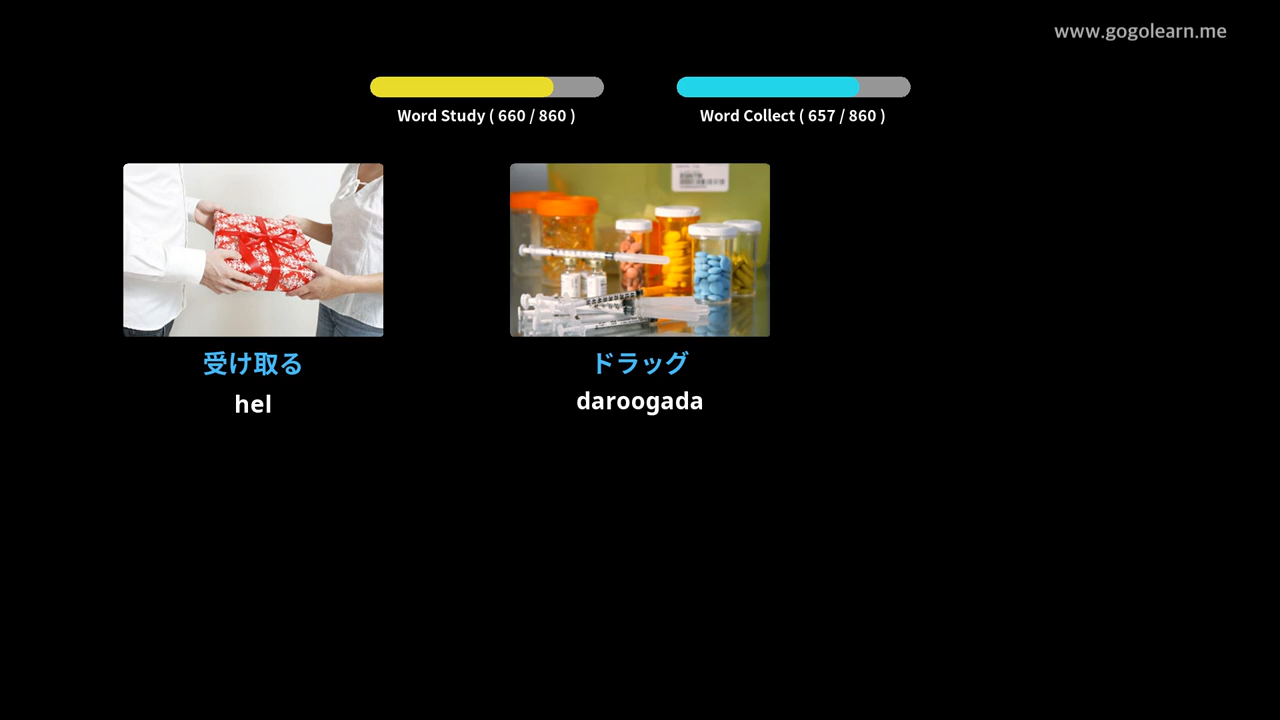 www.gogolearn.me
Word Study ( 660 / 860 )
Word Collect ( 657 / 860 )
受け取る
hel
ドラッグ
daroogada